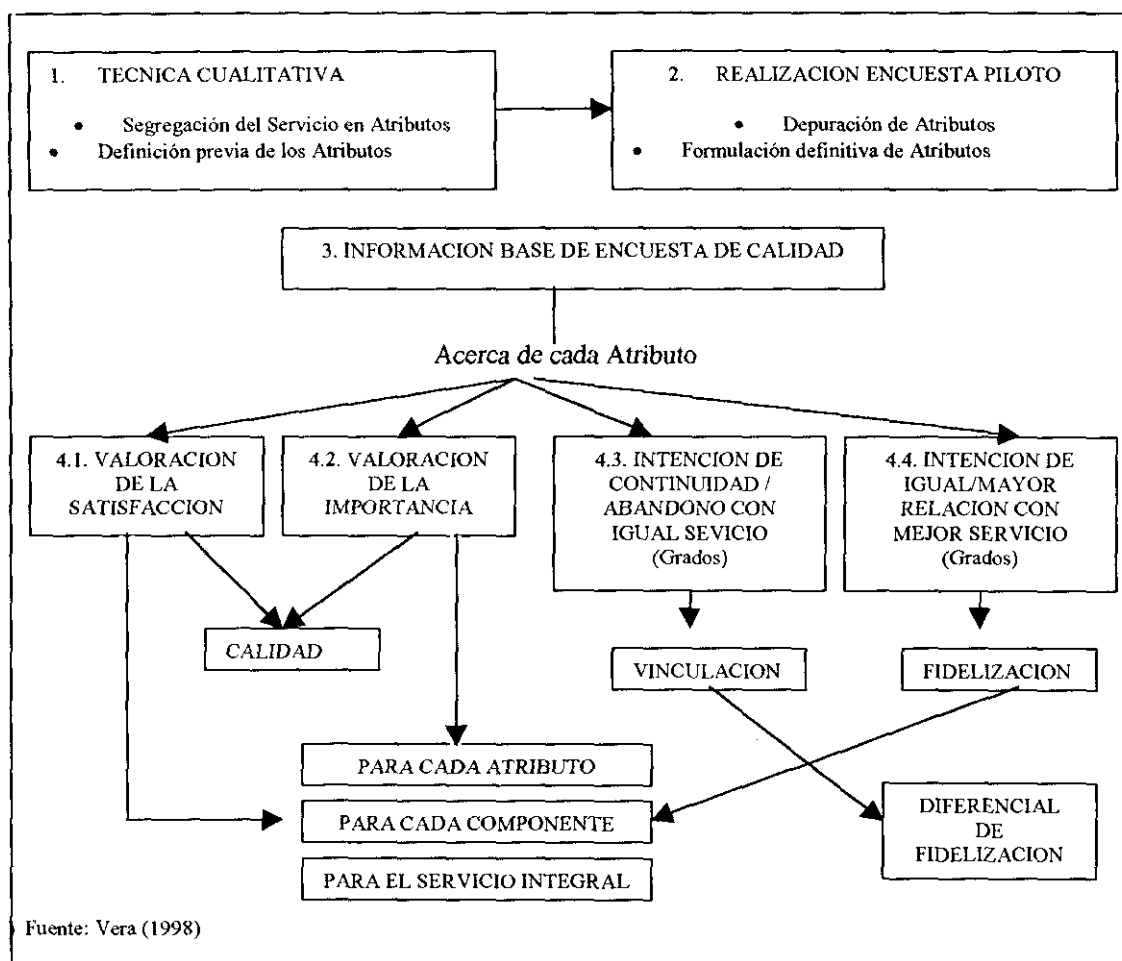 1. TECNICA CUALITATIVA
• Segregación del Servicio en Atributos
• Definición previa de los Atributos
2. REALIZACION ENCUESTA PILOTO
• Depuración de Atributos
• Formulación definitiva de Atributos
3. INFORMACION BASE DE ENCUESTA DE CALIDAD
Acerca de cada Atributo
4.1. VALORACION
DE LA
SATISFACCION
4.2. VALORACION
DE LA
IMPORTANCIA
4.3. INTENCION DE
CONTINUIDAD /
ABANDONO CON
IGUAL SEVICIO
(Grados)
4.4. INTENCION DE
IGUAL/MAYOR
RELACION CON
MEJOR SERVICIO
(Grados)
CALIDAD
VINCULACION
FIDELIZACION
PARA CADA ATRIBUTO
PARA CADA COMPONENTE
PARA EL SERVICIO INTEGRAL
DIFERENCIAL
DE
FIDELIZACION
Fuente: Vera (1998)